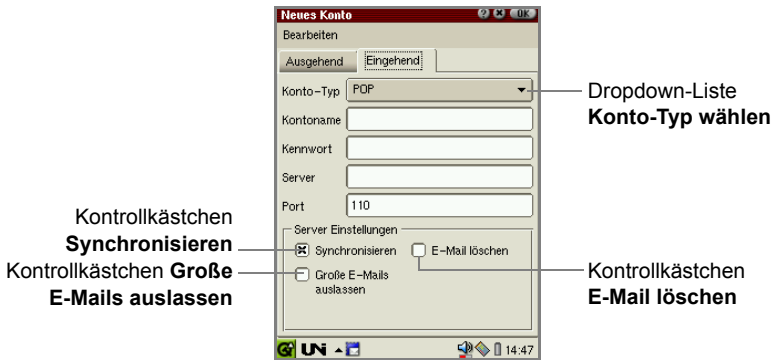 Neues Konto ? x OK
Bearbeiten
Ausgehend Eingehend
Konto-Typ POP
Dropdown-Liste
Konto-Typ wählen
Kontoname
Kennwort
Server
Port 110
Server Einstellungen
Synchronisieren E-Mail löschen
Große E-Mails
auslassen
Kontrollkästchen
Synchronisieren
Kontrollkästchen Große
E-Mails auslassen
Kontrollkästchen
E-Mail löschen
UNi 14:47